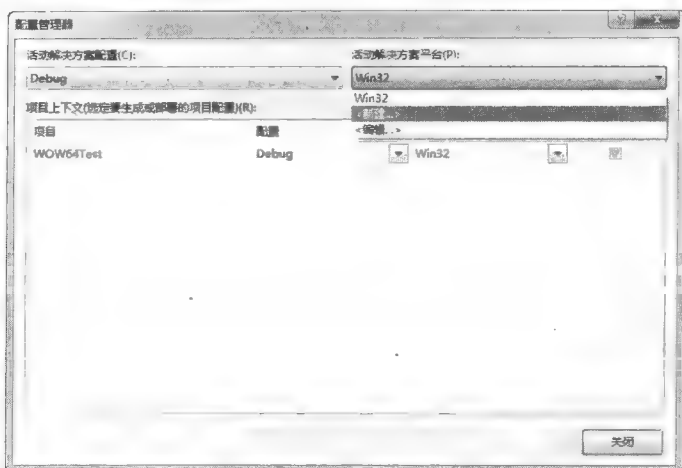 配置管理器
活动解决方案配置(C): 活动解决方案平台(P):
Debug Win32
Win32
项目上下文(选定要生成或部署的项目配置)(R): <新建...>
项目 配置 <编辑...>
WOW64Test Debug Win32
关闭